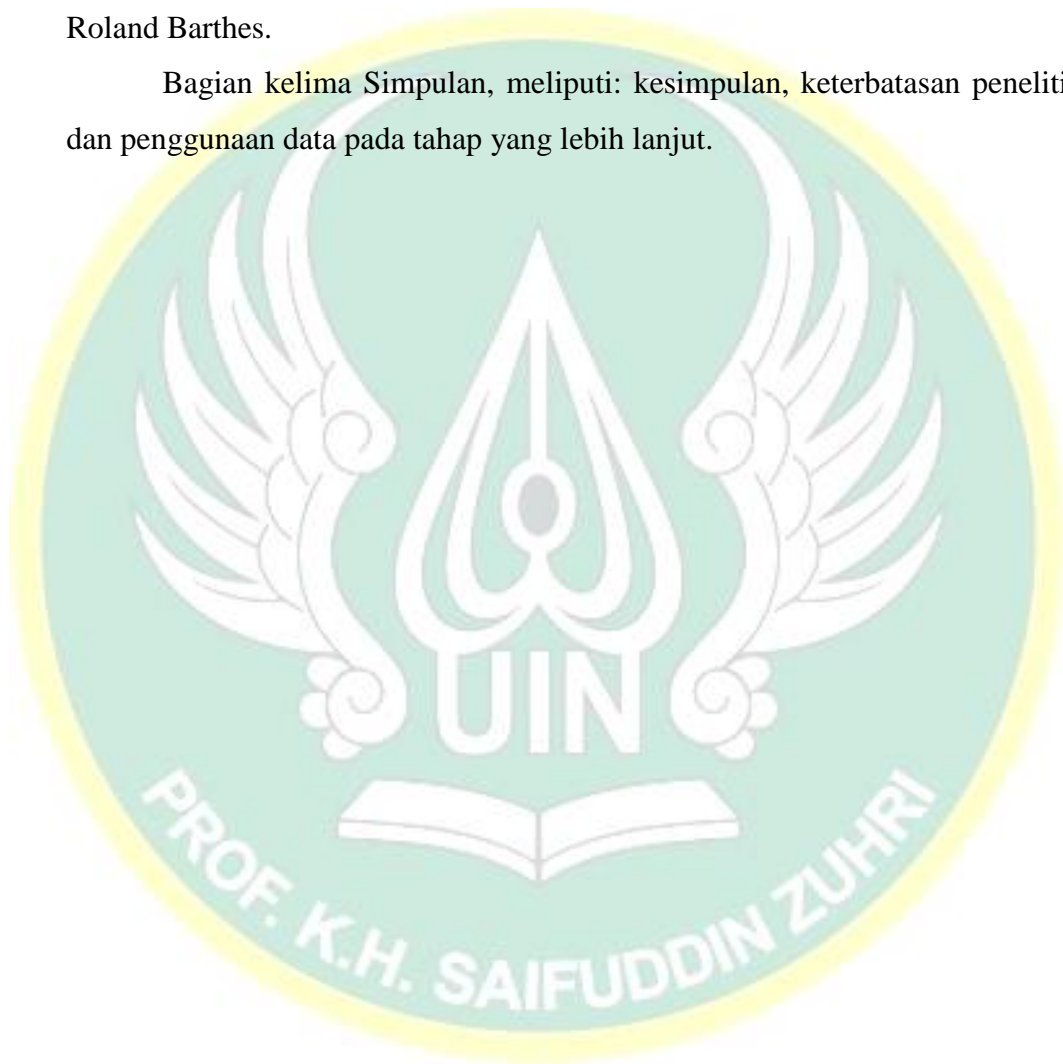 Roland Barthes.
Bagian kelima Simpulan, meliputi: kesimpulan, keterbatasan peneliti
dan penggunaan data pada tahap yang lebih lanjut.
UIN
PROF. K.H. SAIFUDDIN ZUHRI